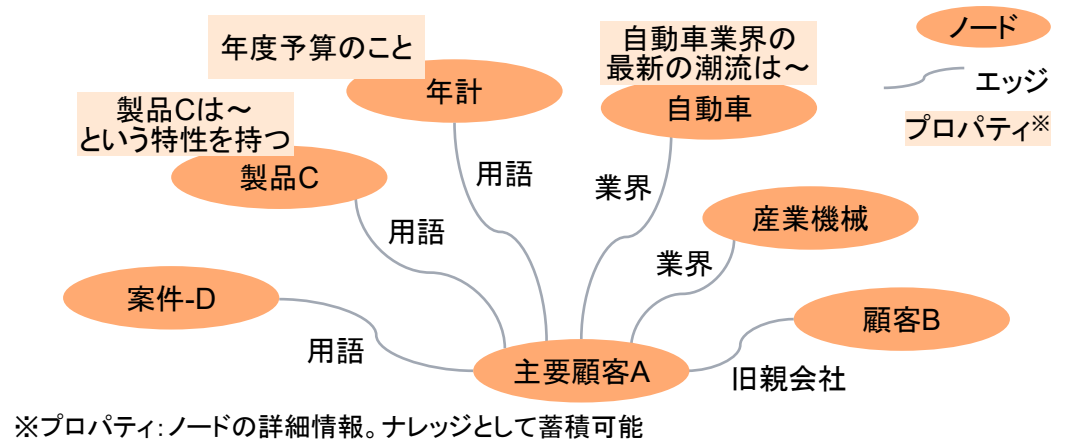 ノード
年度予算のこと
自動車業界の
最新の潮流は～
エッジ
年計
自動車
プロパティ※
製品Cは～
という特性を持つ
製品C
用語
業界
用語
産業機械
業界
案件-D
顧客B
用語
主要顧客A
旧親会社
※プロパティ:ノードの詳細情報。ナレッジとして蓄積可能